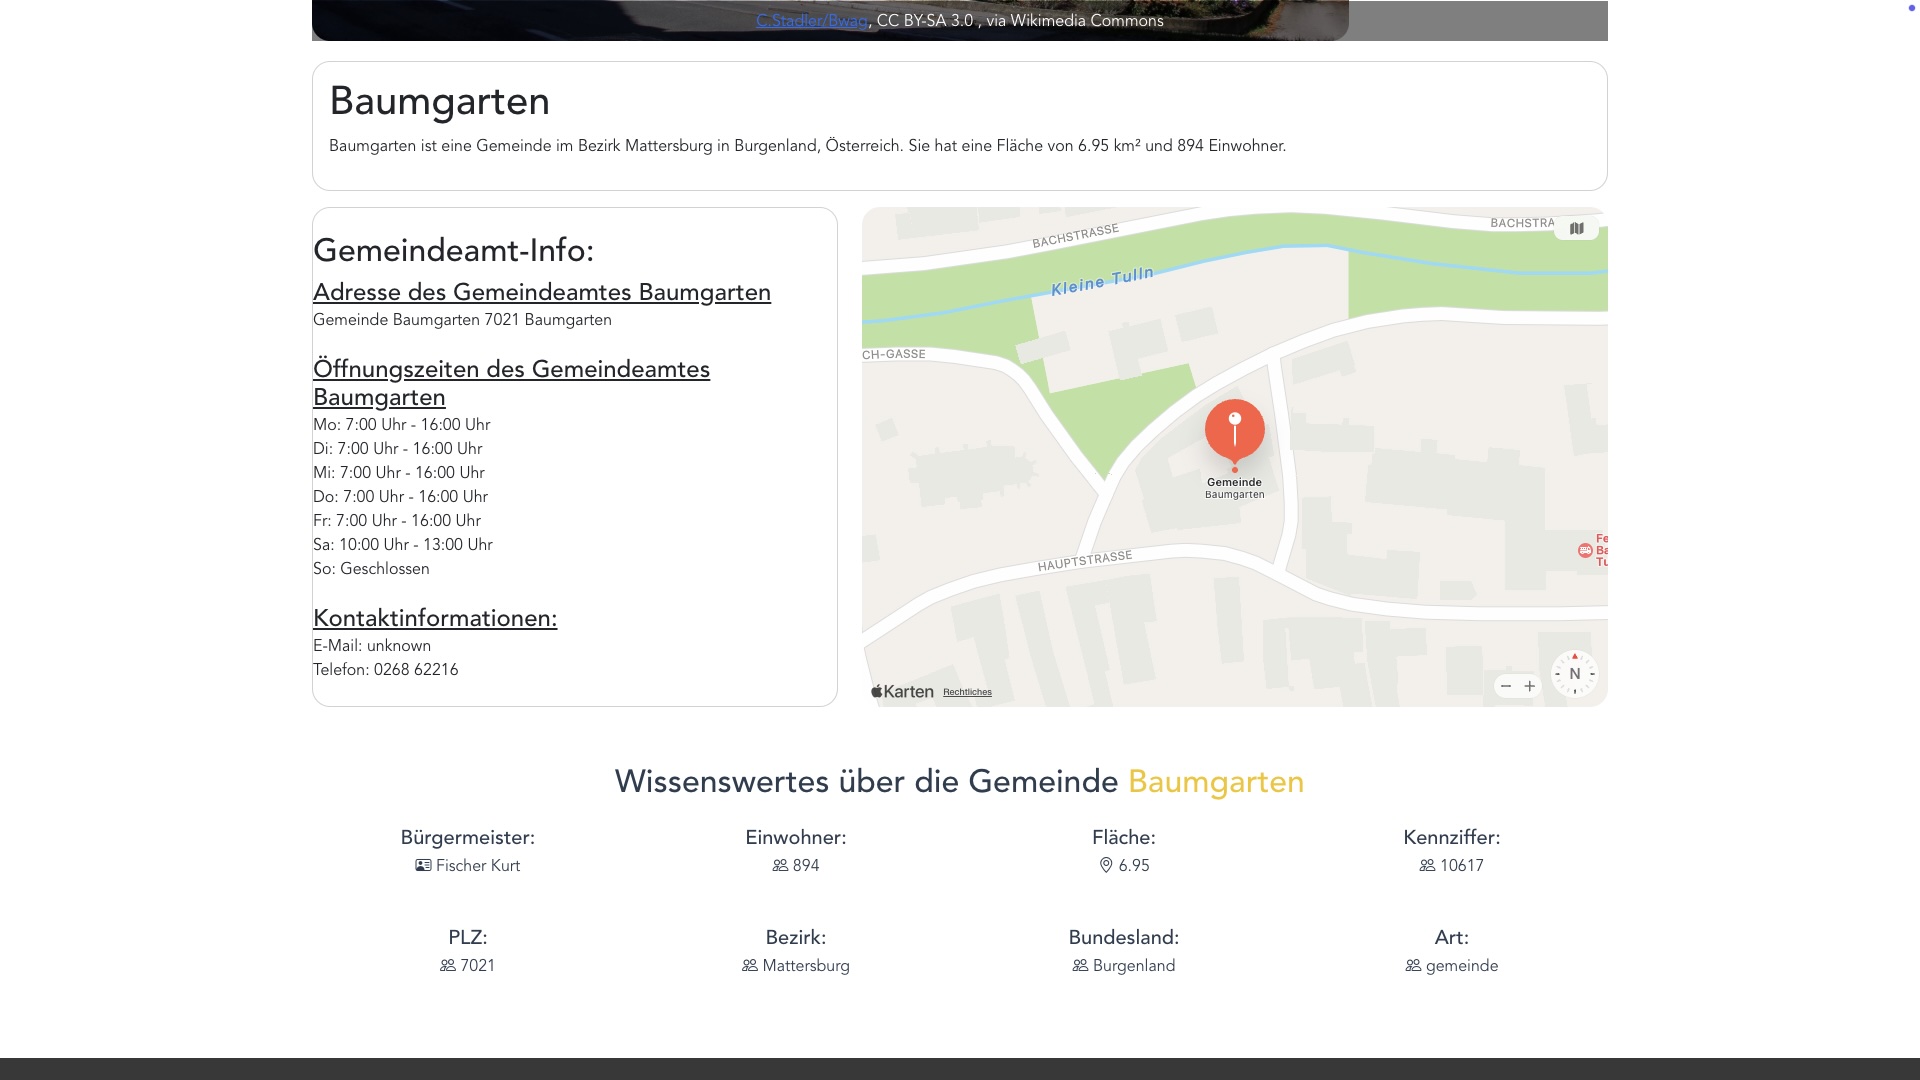 C.Stadler/Bwag, CC BY-SA 3.0 , via Wikimedia Commons
Baumgarten
Baumgarten ist eine Gemeinde im Bezirk Mattersburg in Burgenland, Österreich. Sie hat eine Fläche von 6.95 km² und 894 Einwohner.
Gemeindeamt-Info:
Adresse des Gemeindeamtes Baumgarten
Gemeinde Baumgarten 7021 Baumgarten
Öffnungszeiten des Gemeindeamtes
Baumgarten
Mo: 7:00 Uhr - 16:00 Uhr
Di: 7:00 Uhr - 16:00 Uhr
Mi: 7:00 Uhr - 16:00 Uhr
Do: 7:00 Uhr - 16:00 Uhr
Fr: 7:00 Uhr - 16:00 Uhr
Sa: 10:00 Uhr - 13:00 Uhr
So: Geschlossen
Kontaktinformationen:
E-Mail: unknown
Telefon: 0268 62216
BACHSTRASSE
BACHSTRA
Kleine Tulln
CH-GASSE
Gemeinde
Baumgarten
HAUPTSTRASSE
Fe
Ba
Tu
N
Karten Rechtliches
Wissenswertes über die Gemeinde Baumgarten
Bürgermeister: Einwohner: Fläche: Kennziffer:
Fischer Kurt 894 6.95 10617
PLZ: Bezirk: Bundesland: Art:
7021 Mattersburg Burgenland gemeinde